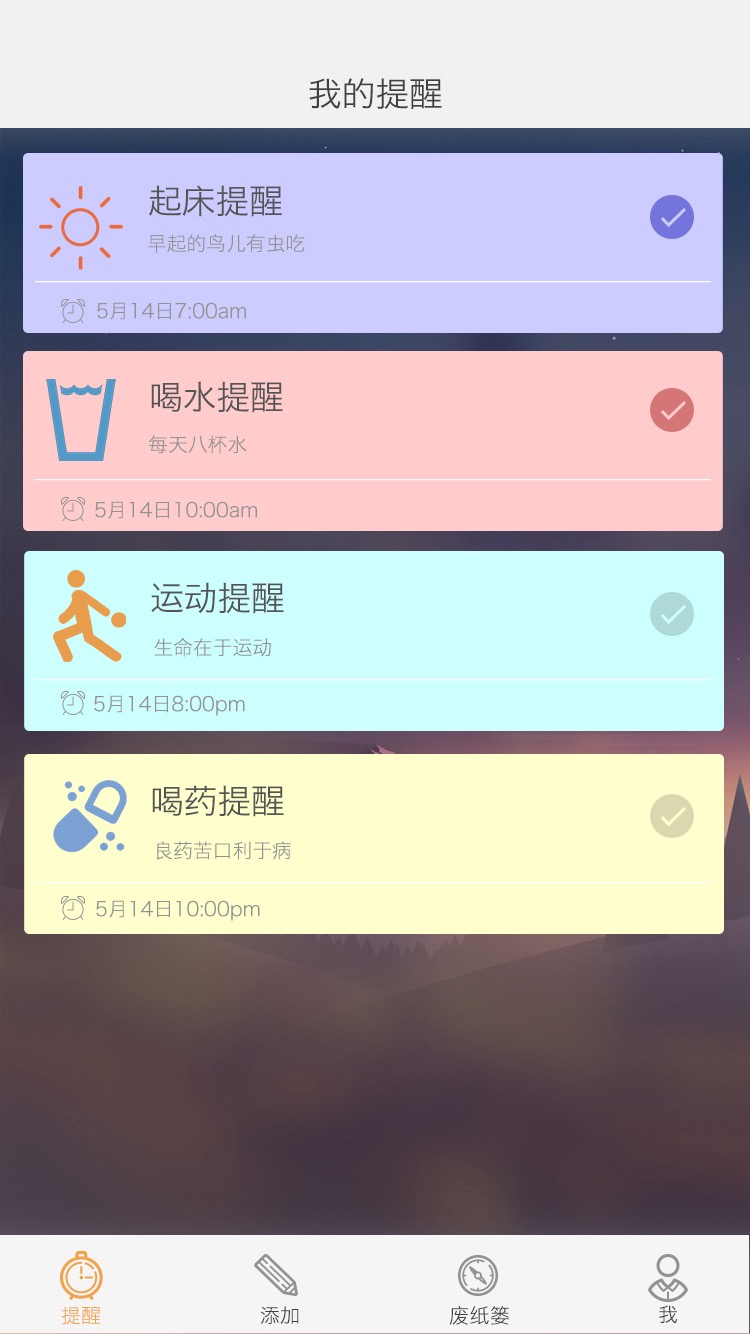 我的提醒
起床提醒
早起的鸟儿有虫吃
5月14日7:00am
喝水提醒
每天八杯水
5月14日10:00am
运动提醒
生命在于运动
5月14日8:00pm
喝药提醒
良药苦口利于病
5月14日10:00pm
提醒 添加 废纸篓 我